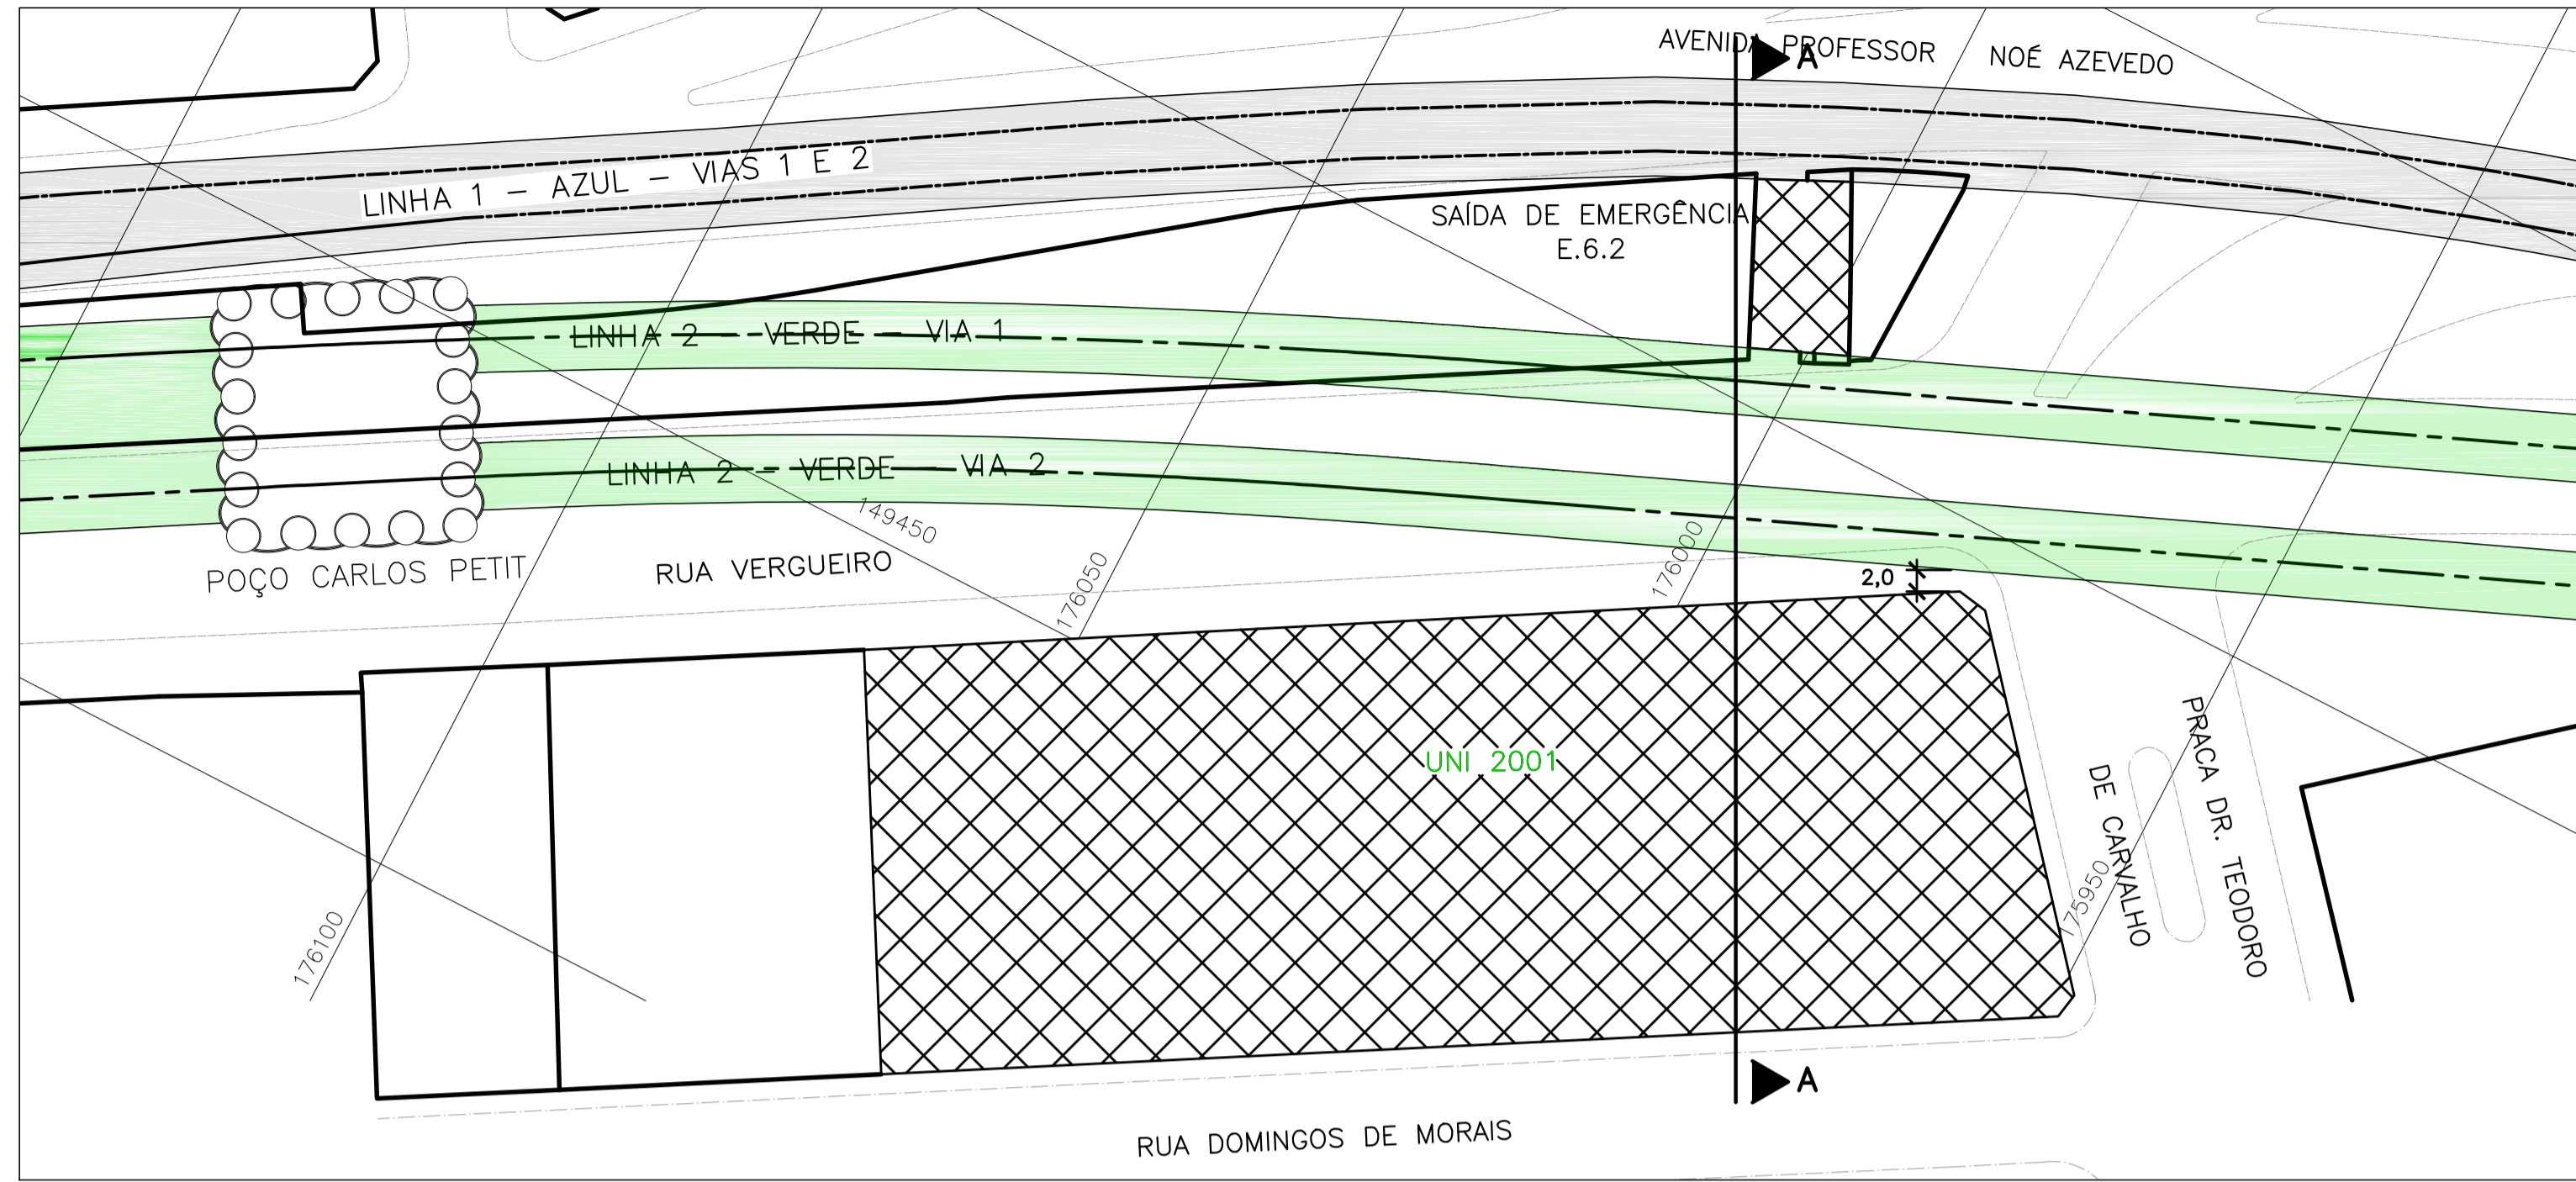 AVENIDA PROFESSOR NOÉ AZEVEDO
A
LINHA 1 – AZUL – VIAS 1 E 2
SAÍDA DE EMERGÊNCIA
E.6.2
LINHA 2 – VERDE – VIA 1
LINHA 2 – VERDE – VIA 2
149450
176050
176000
2,0
POÇO CARLOS PETIT
RUA VERGUEIRO
UNI 2001
PRACA DR. TEODORO
DE CARVALHO
175950
176100
A
RUA DOMINGOS DE MORAIS